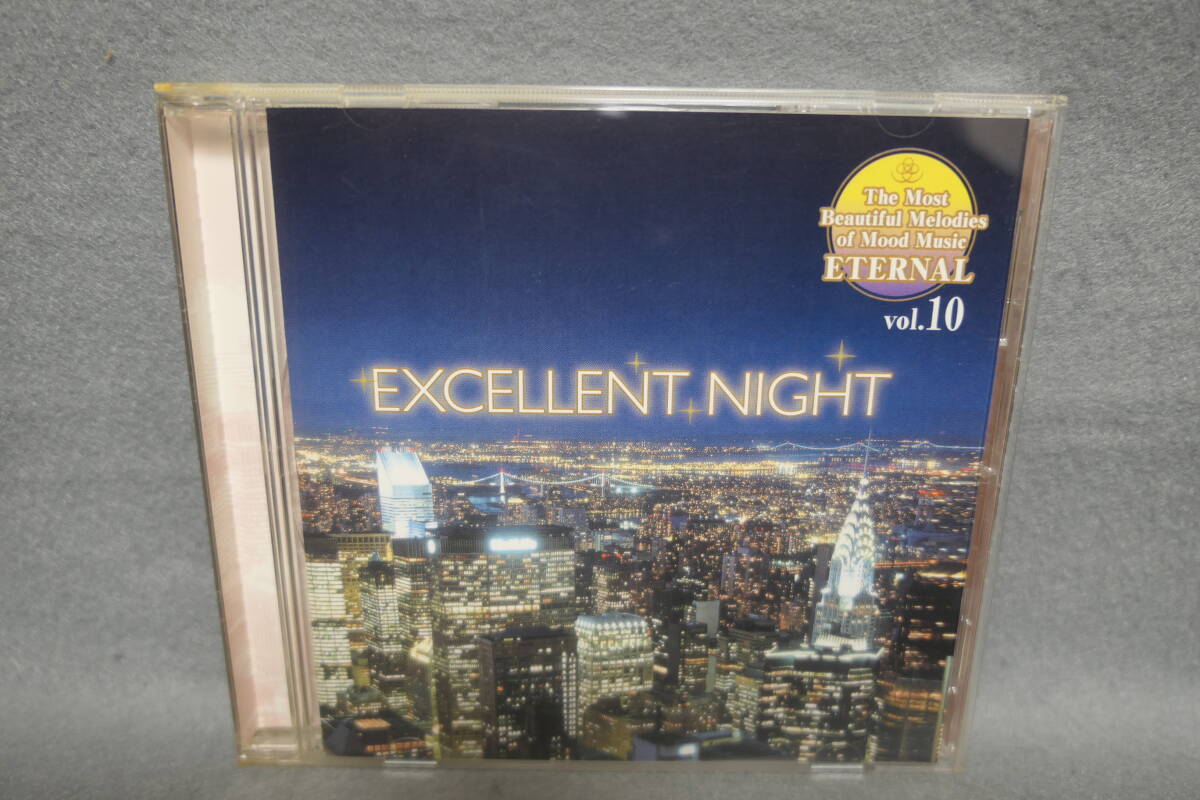 The Most
Beautiful Melodies
of Mood Music
ETERNAL
vol.10
EXCELLENT NIGHT